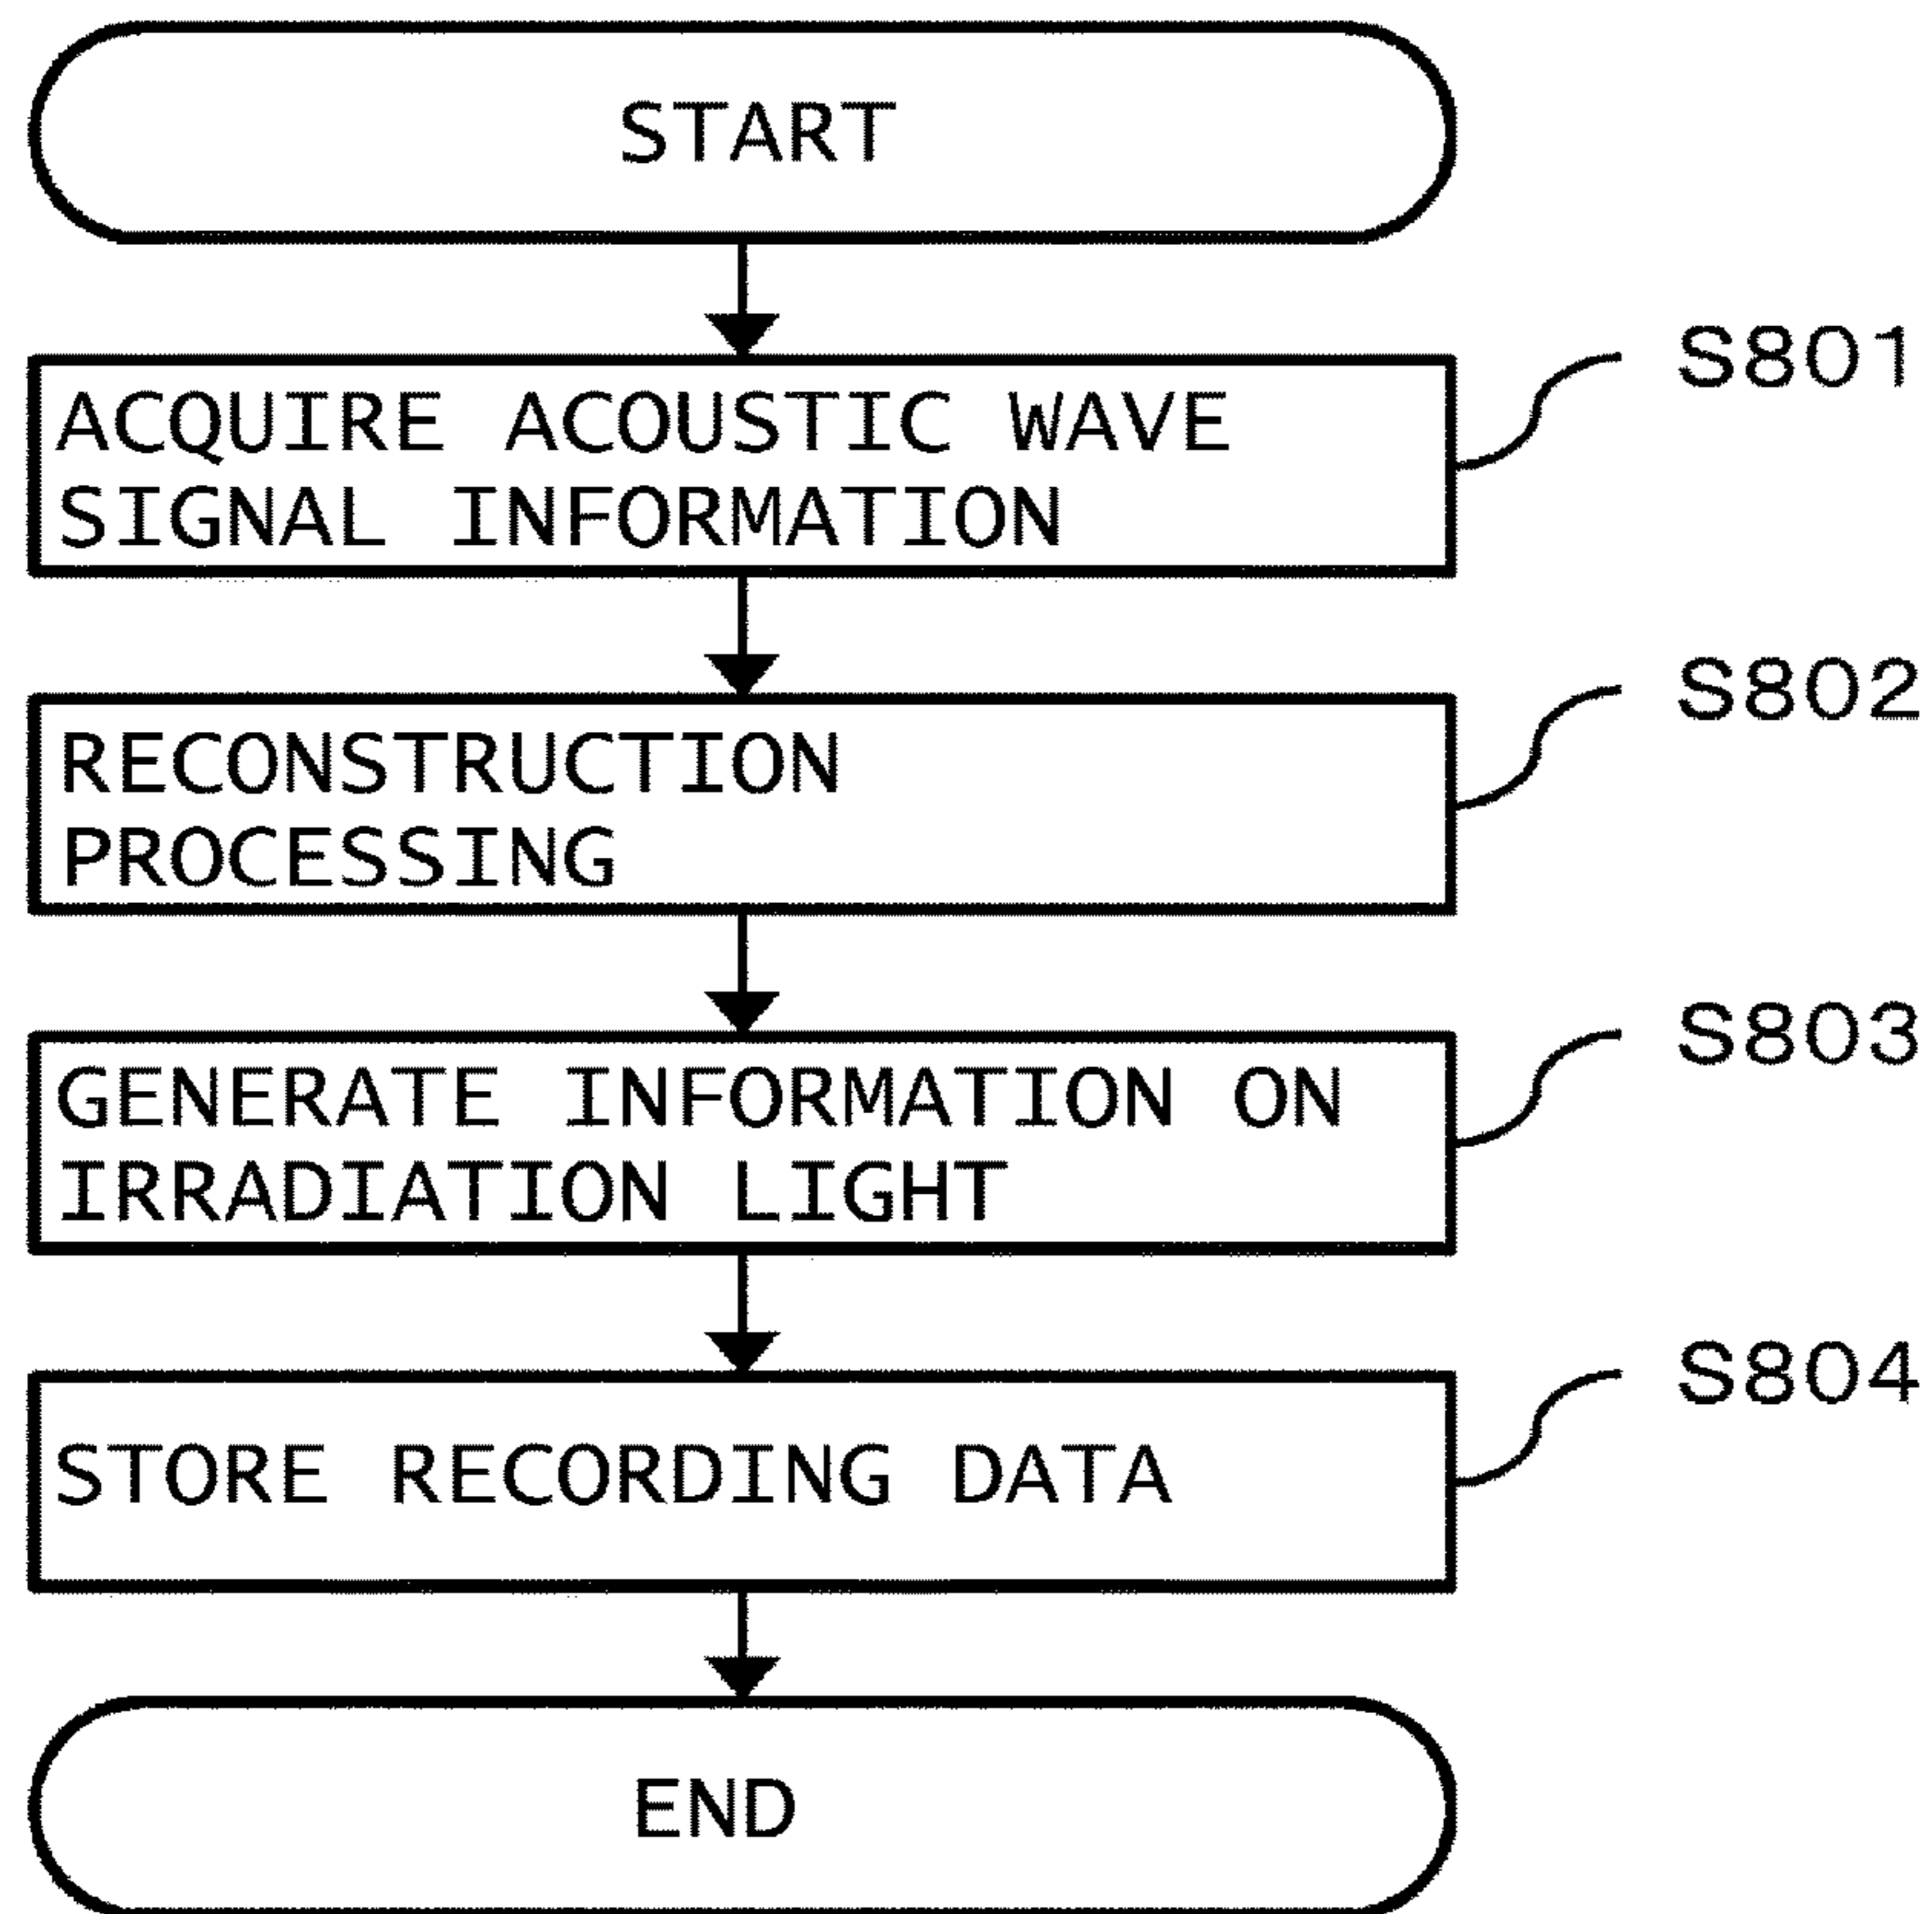 START
S801
ACQUIRE ACOUSTIC WAVE
SIGNAL INFORMATION
S802
RECONSTRUCTION
PROCESSING
S803
GENERATE INFORMATION ON
IRRADIATION LIGHT
S804
STORE RECORDING DATA
END